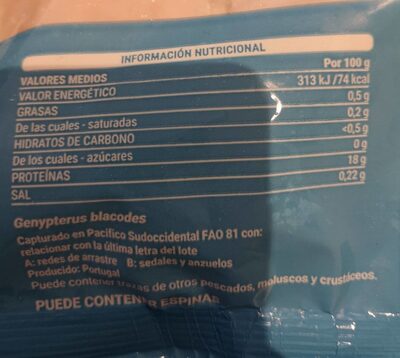 INFORMACIÓN NUTRICIONAL
VALORES MEDIOS Por 100 g
VALOR ENERGÉTICO 313 kJ /74 kcal
GRASAS 0,5 g
De las cuales - saturadas 0,2 g
HIDRATOS DE CARBONO <0,5 g
De los cuales - azúcares 0 g
PROTEÍNAS 18 g
SAL 0,22 g
Genypterus blacodes
Capturado en Pacífico Sudoccidental FAO 81 con:
relacionar con la última letra del lote
A: redes de arrastre B: sedales y anzuelos
Producido: Portugal
Puede contener trazas de otros pescados, moluscos y crustáceos.
PUEDE CONTENER ESPINAS